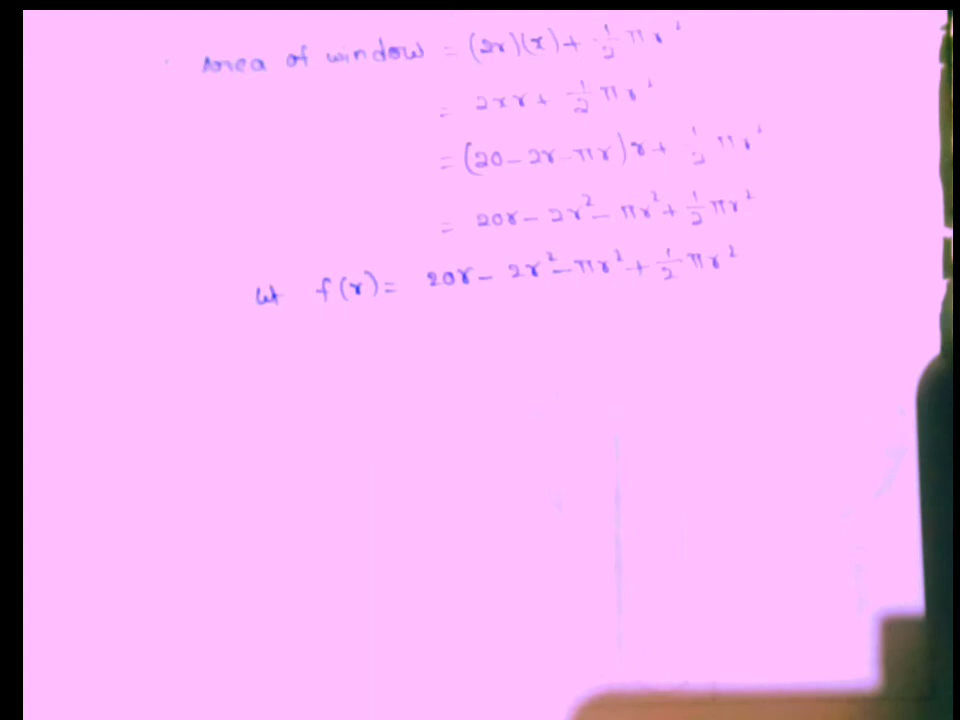 Area of window = (2r)(x) + 1/2 πr²
= 2xr + 1/2 πr²
= (20 - 2r - πr)r + 1/2 πr²
= 20r - 2r² - πr² + 1/2 πr²
Let f(r) = 20r - 2r² - πr² + 1/2 πr²